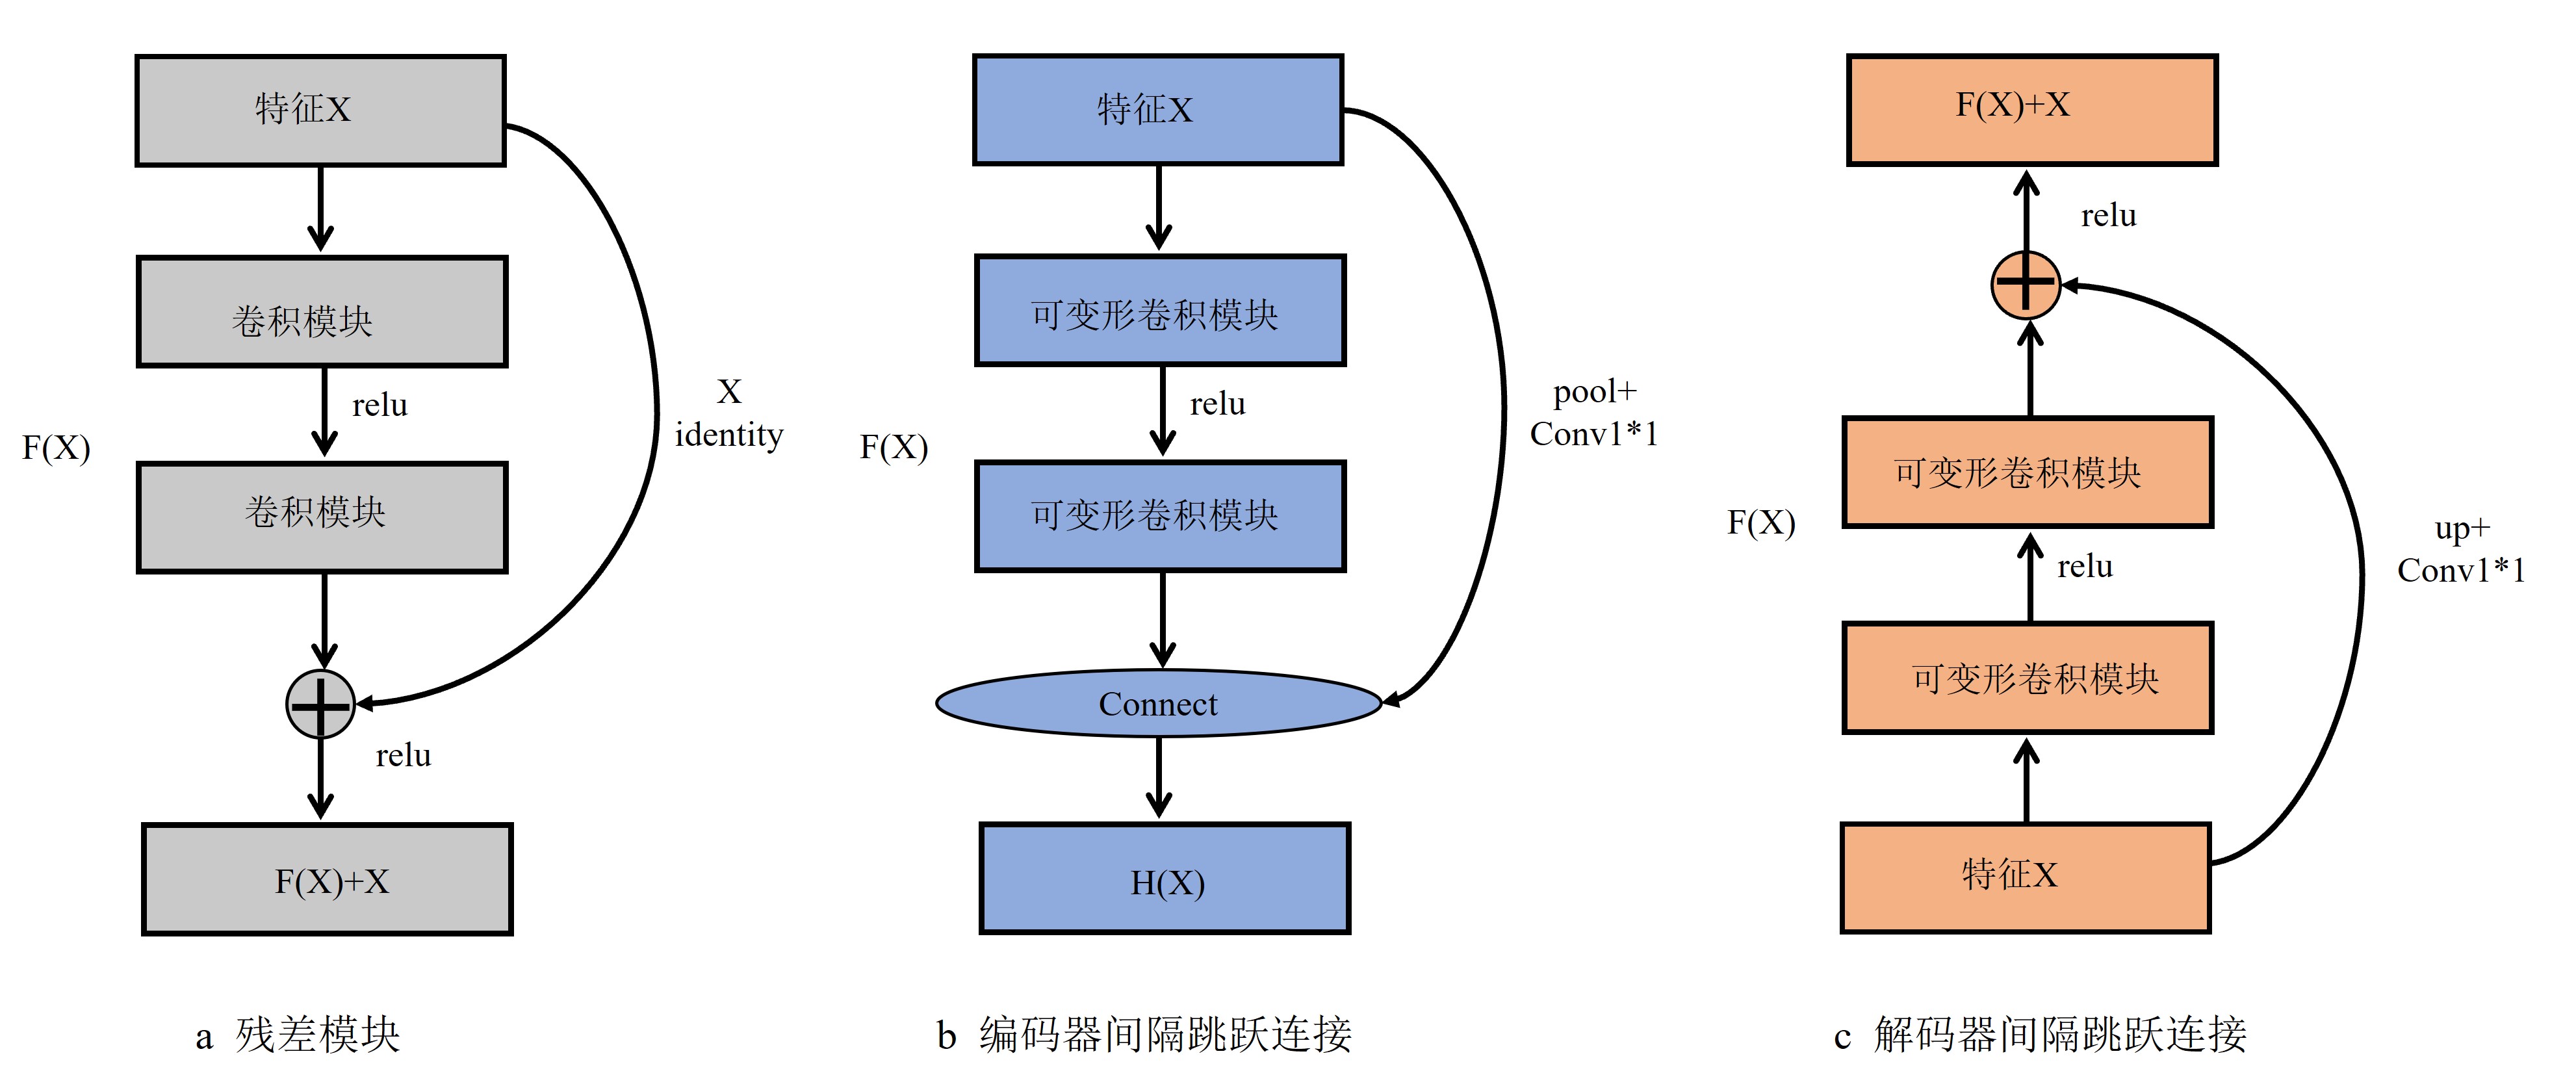 特征X
卷积模块
relu
X
identity
F(X)
卷积模块
relu
F(X)+X
a 残差模块
特征X
可变形卷积模块
relu
pool+
Conv1*1
F(X)
可变形卷积模块
Connect
H(X)
b 编码器间隔跳跃连接
F(X)+X
relu
可变形卷积模块
F(X)
up+
Conv1*1
relu
可变形卷积模块
特征X
c 解码器间隔跳跃连接